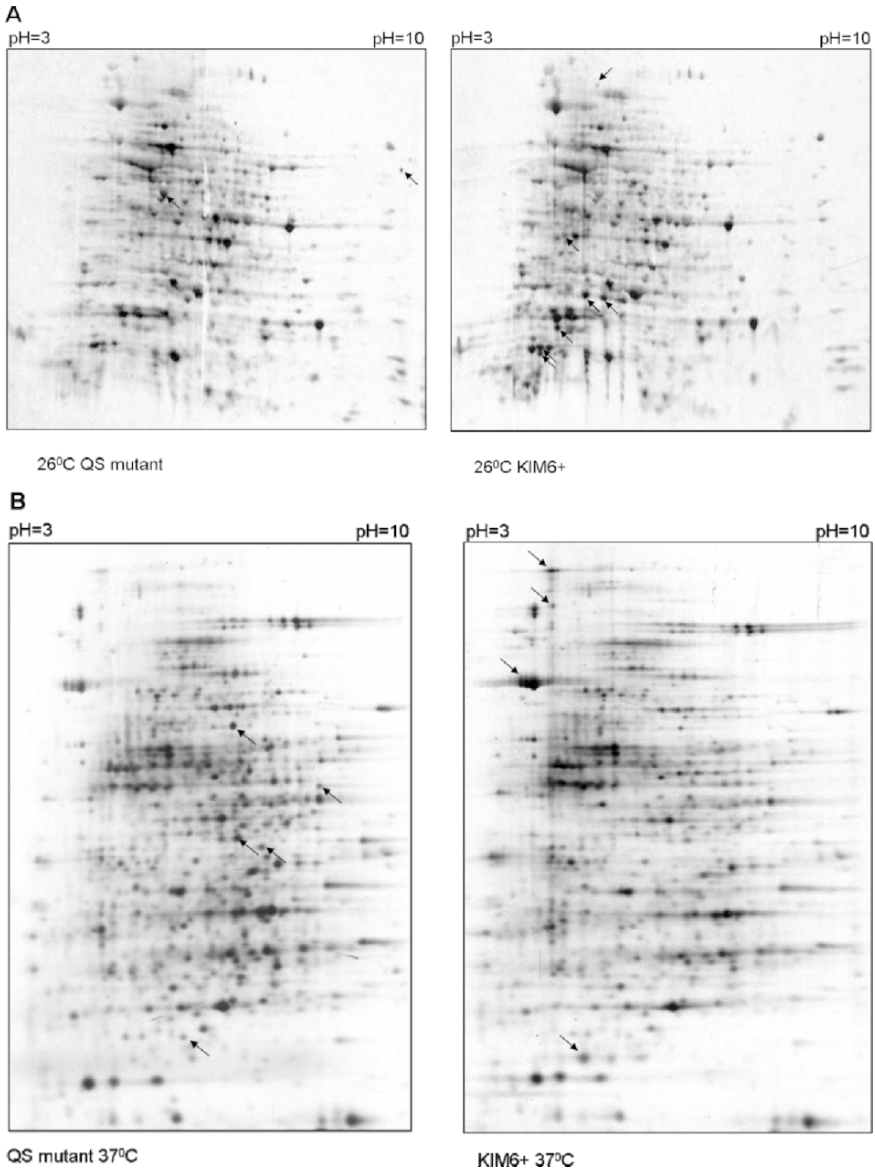 A
pH=3 pH=10 pH=3 pH=10
26⁰C QS mutant 26⁰C KIM6+
B
pH=3 pH=10 pH=3 pH=10
QS mutant 37⁰C KIM6+ 37⁰C